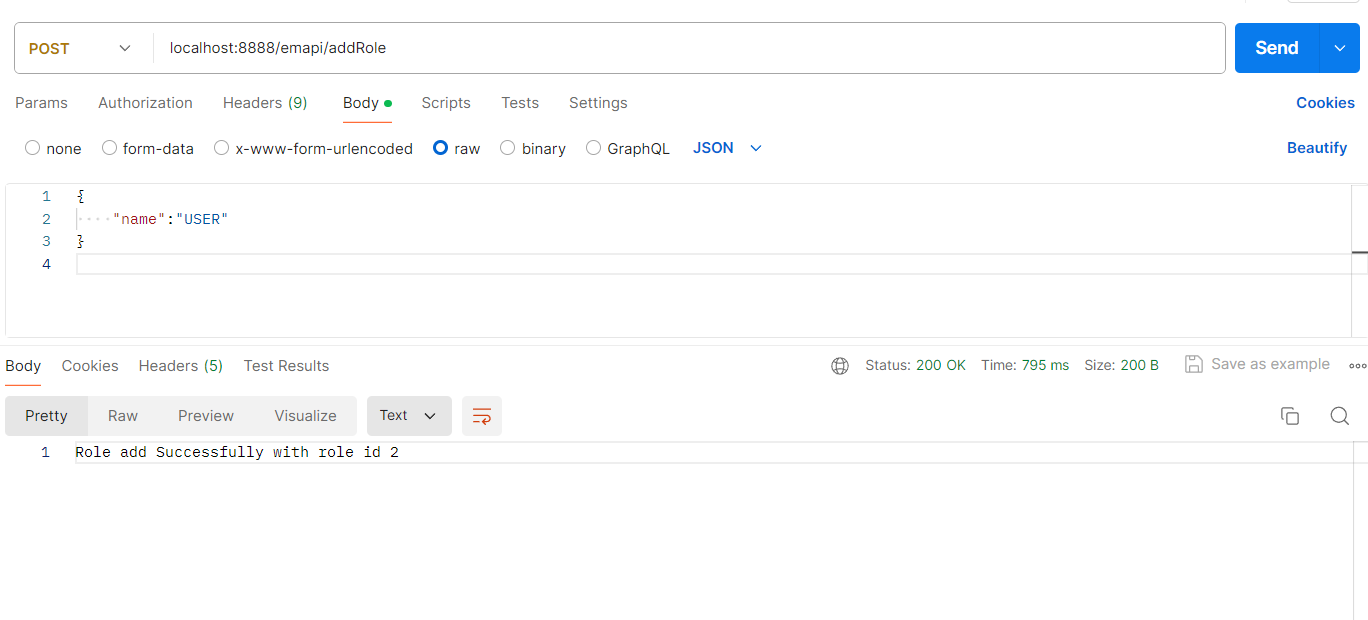 POST localhost:8888/emapi/addRole Send
Params Authorization Headers (9) Body Scripts Tests Settings Cookies
none form-data x-www-form-urlencoded raw binary GraphQL JSON Beautify
1 {
2 ····"name":"USER"
3 }
4
Body Cookies Headers (5) Test Results Status: 200 OK Time: 795 ms Size: 200 B Save as example
Pretty Raw Preview Visualize Text
1 Role add Successfully with role id 2